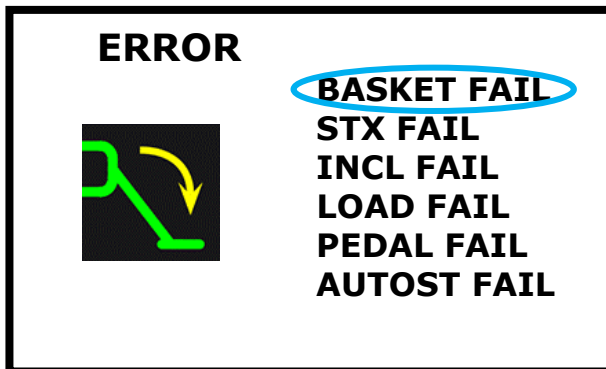 ERROR
BASKET FAIL
STX FAIL
INCL FAIL
LOAD FAIL
PEDAL FAIL
AUTOST FAIL